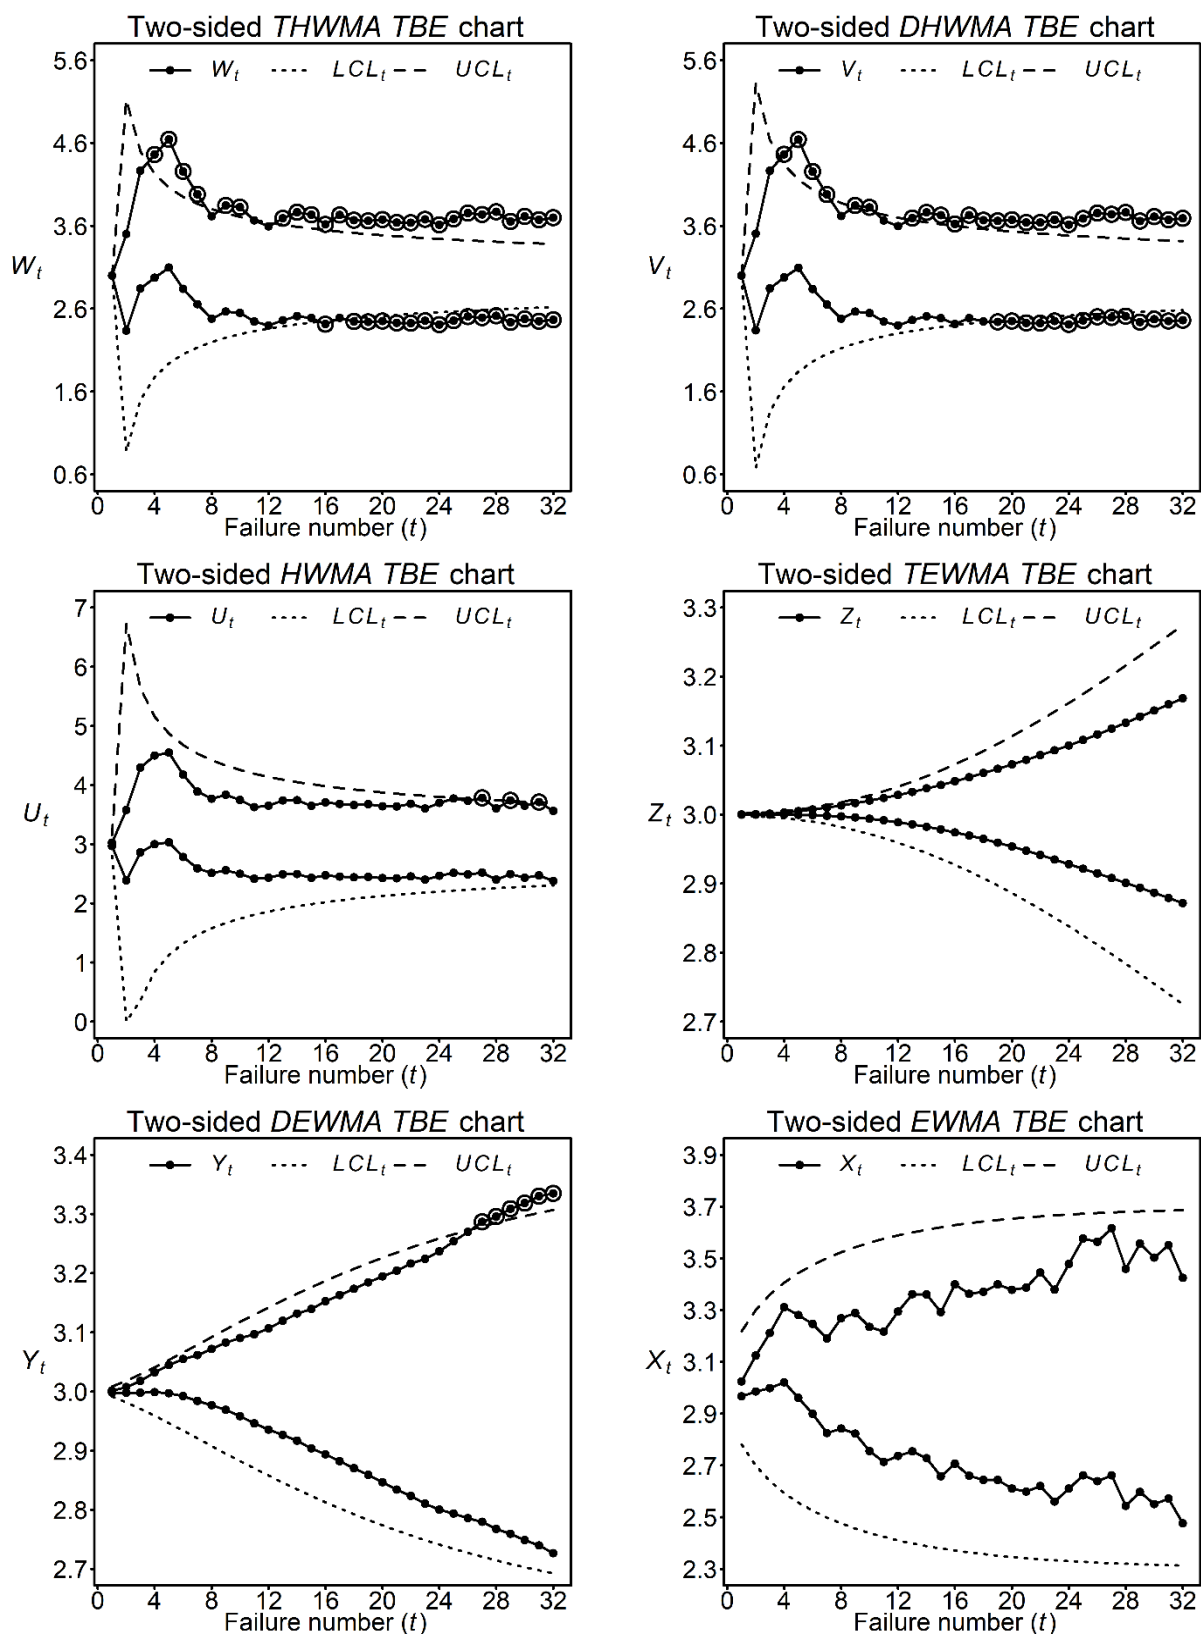 Two-sided THWMA TBE chart
W_t LCL_t UCL_t
5.6
4.6
3.6
2.6
1.6
0.6
W_t
0 4 8 12 16 20 24 28 32
Failure number (t)
Two-sided DHWMA TBE chart
V_t LCL_t UCL_t
5.6
4.6
3.6
2.6
1.6
0.6
V_t
0 4 8 12 16 20 24 28 32
Failure number (t)
Two-sided HWMA TBE chart
U_t LCL_t UCL_t
7
6
5
4
3
2
1
0
U_t
0 4 8 12 16 20 24 28 32
Failure number (t)
Two-sided TEWMA TBE chart
Z_t LCL_t UCL_t
3.3
3.2
3.1
3.0
2.9
2.8
2.7
Z_t
0 4 8 12 16 20 24 28 32
Failure number (t)
Two-sided DEWMA TBE chart
Y_t LCL_t UCL_t
3.4
3.3
3.2
3.1
3.0
2.9
2.8
2.7
Y_t
0 4 8 12 16 20 24 28 32
Failure number (t)
Two-sided EWMA TBE chart
X_t LCL_t UCL_t
3.9
3.7
3.5
3.3
3.1
2.9
2.7
2.5
2.3
X_t
0 4 8 12 16 20 24 28 32
Failure number (t)